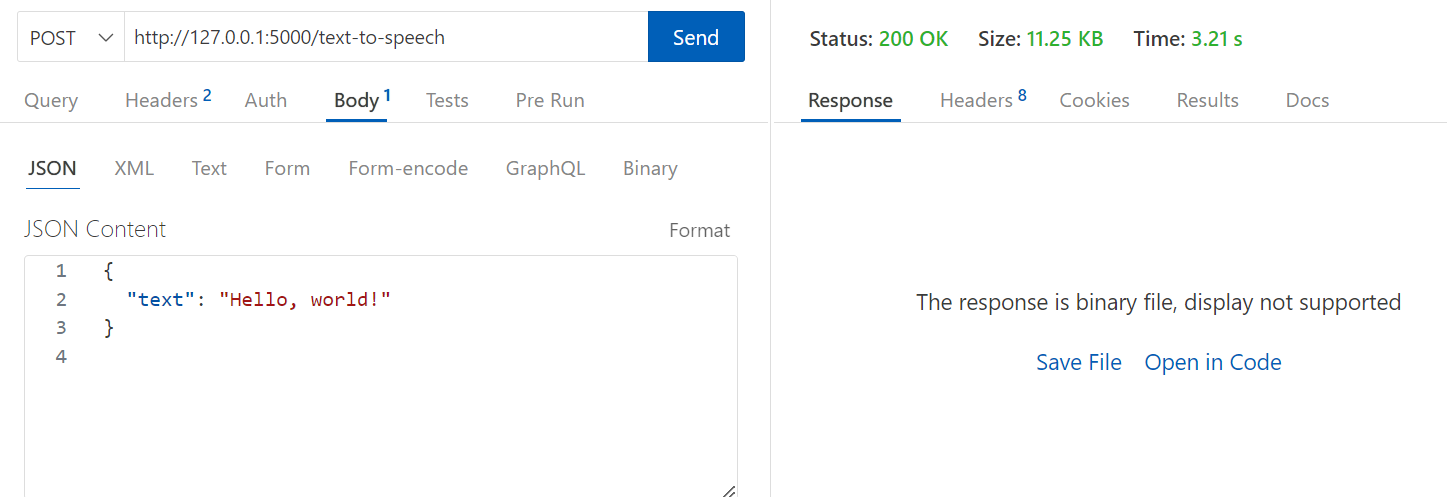 POST http://127.0.0.1:5000/text-to-speech Send
Query Headers 2 Auth Body 1 Tests Pre Run
JSON XML Text Form Form-encode GraphQL Binary
JSON Content Format
1 {
2 "text": "Hello, world!"
3 }
4
Status: 200 OK Size: 11.25 KB Time: 3.21 s
Response Headers 8 Cookies Results Docs
The response is binary file, display not supported
Save File Open in Code